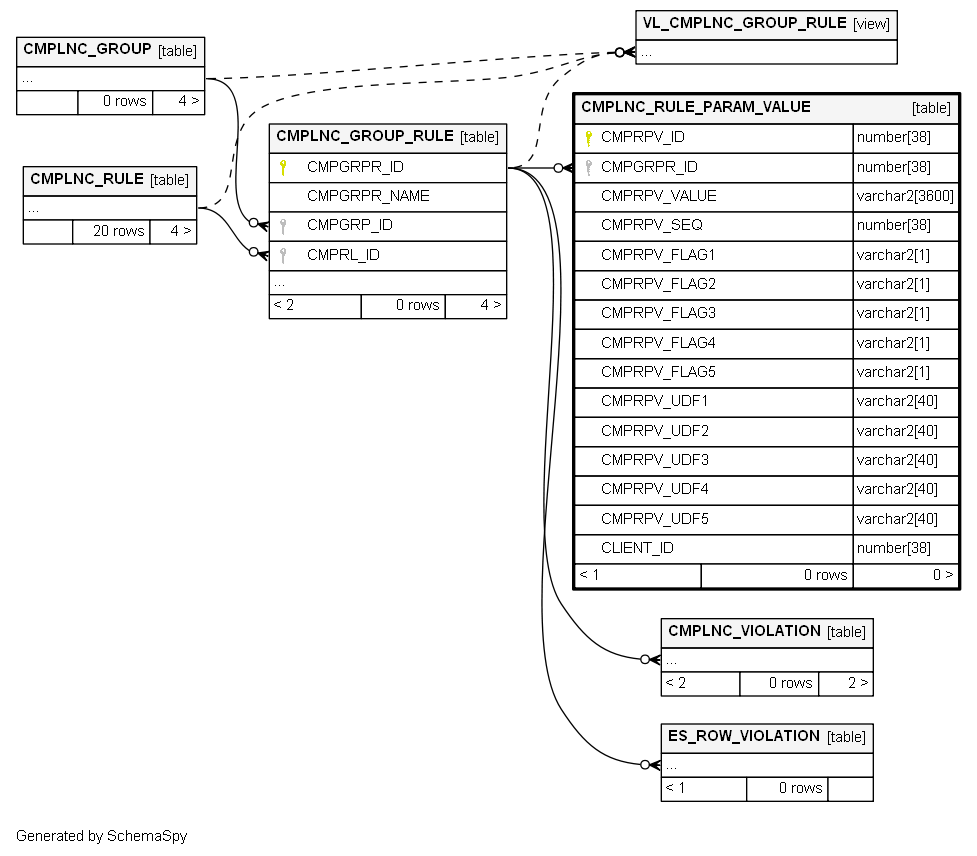 VL_CMPLNC_GROUP_RULE [view]
...
CMPLNC_GROUP [table]
...
0 rows 4 >
CMPLNC_RULE [table]
...
20 rows 4 >
CMPLNC_GROUP_RULE [table]
CMPGRPR_ID
CMPGRPR_NAME
CMPGRP_ID
CMPRL_ID
...
< 2 0 rows 4 >
CMPLNC_RULE_PARAM_VALUE [table]
CMPRPV_ID number[38]
CMPGRPR_ID number[38]
CMPRPV_VALUE varchar2[3600]
CMPRPV_SEQ number[38]
CMPRPV_FLAG1 varchar2[1]
CMPRPV_FLAG2 varchar2[1]
CMPRPV_FLAG3 varchar2[1]
CMPRPV_FLAG4 varchar2[1]
CMPRPV_FLAG5 varchar2[1]
CMPRPV_UDF1 varchar2[40]
CMPRPV_UDF2 varchar2[40]
CMPRPV_UDF3 varchar2[40]
CMPRPV_UDF4 varchar2[40]
CMPRPV_UDF5 varchar2[40]
CLIENT_ID number[38]
< 1 0 rows 0 >
CMPLNC_VIOLATION [table]
...
< 2 0 rows 2 >
ES_ROW_VIOLATION [table]
...
< 1 0 rows
Generated by SchemaSpy